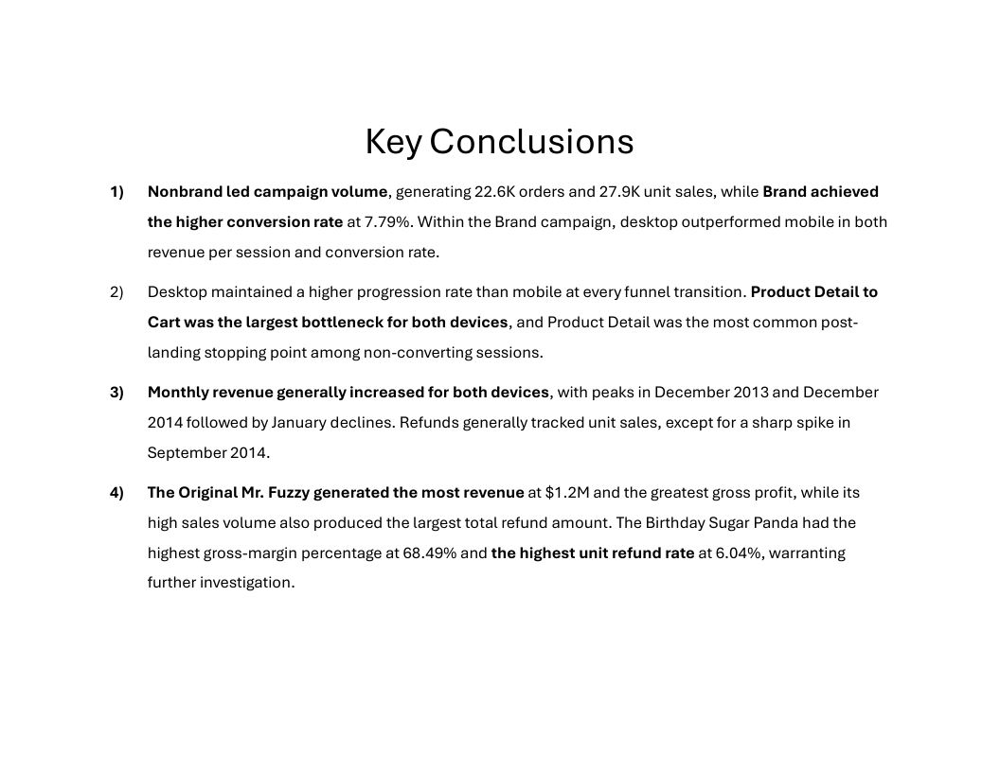 Key Conclusions
1) Nonbrand led campaign volume, generating 22.6K orders and 27.9K unit sales, while Brand achieved
the higher conversion rate at 7.79%. Within the Brand campaign, desktop outperformed mobile in both
revenue per session and conversion rate.
2) Desktop maintained a higher progression rate than mobile at every funnel transition. Product Detail to
Cart was the largest bottleneck for both devices, and Product Detail was the most common post-
landing stopping point among non-converting sessions.
3) Monthly revenue generally increased for both devices, with peaks in December 2013 and December
2014 followed by January declines. Refunds generally tracked unit sales, except for a sharp spike in
September 2014.
4) The Original Mr. Fuzzy generated the most revenue at $1.2M and the greatest gross profit, while its
high sales volume also produced the largest total refund amount. The Birthday Sugar Panda had the
highest gross-margin percentage at 68.49% and the highest unit refund rate at 6.04%, warranting
further investigation.